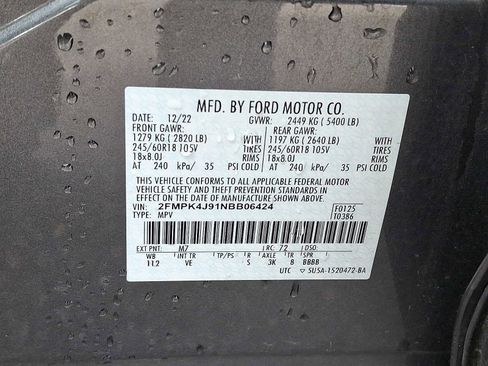 MFD. BY FORD MOTOR CO.
DATE: 12/22 GVWR: 2449 KG ( 5400 LB)
FRONT GAWR: REAR GAWR:
1279 KG ( 2820 LB) WITH 1197 KG ( 2640 LB) WITH
245/60R18 105V TIRES 245/60R18 105V TIRES
18x8.0J RIMS 18x8.0J RIMS
AT 240 kPa/ 35 PSI COLD AT 240 kPa/ 35 PSI COLD
THIS VEHICLE CONFORMS TO ALL APPLICABLE FEDERAL MOTOR
VEHICLE SAFETY AND THEFT PREVENTION STANDARDS IN
EFFECT ON THE DATE OF MANUFACTURE SHOWN ABOVE.
VIN: 2FMPK4J91NBB06424 F0125
TYPE: MPV T0386
EXT PNT: M7 RC: 72 DSO:
WB INT TR TP/PS R AXLE TR SPR
11.2 VE S 3K 8 BBBB
UTC ▽ 5U5A-1520472-BA